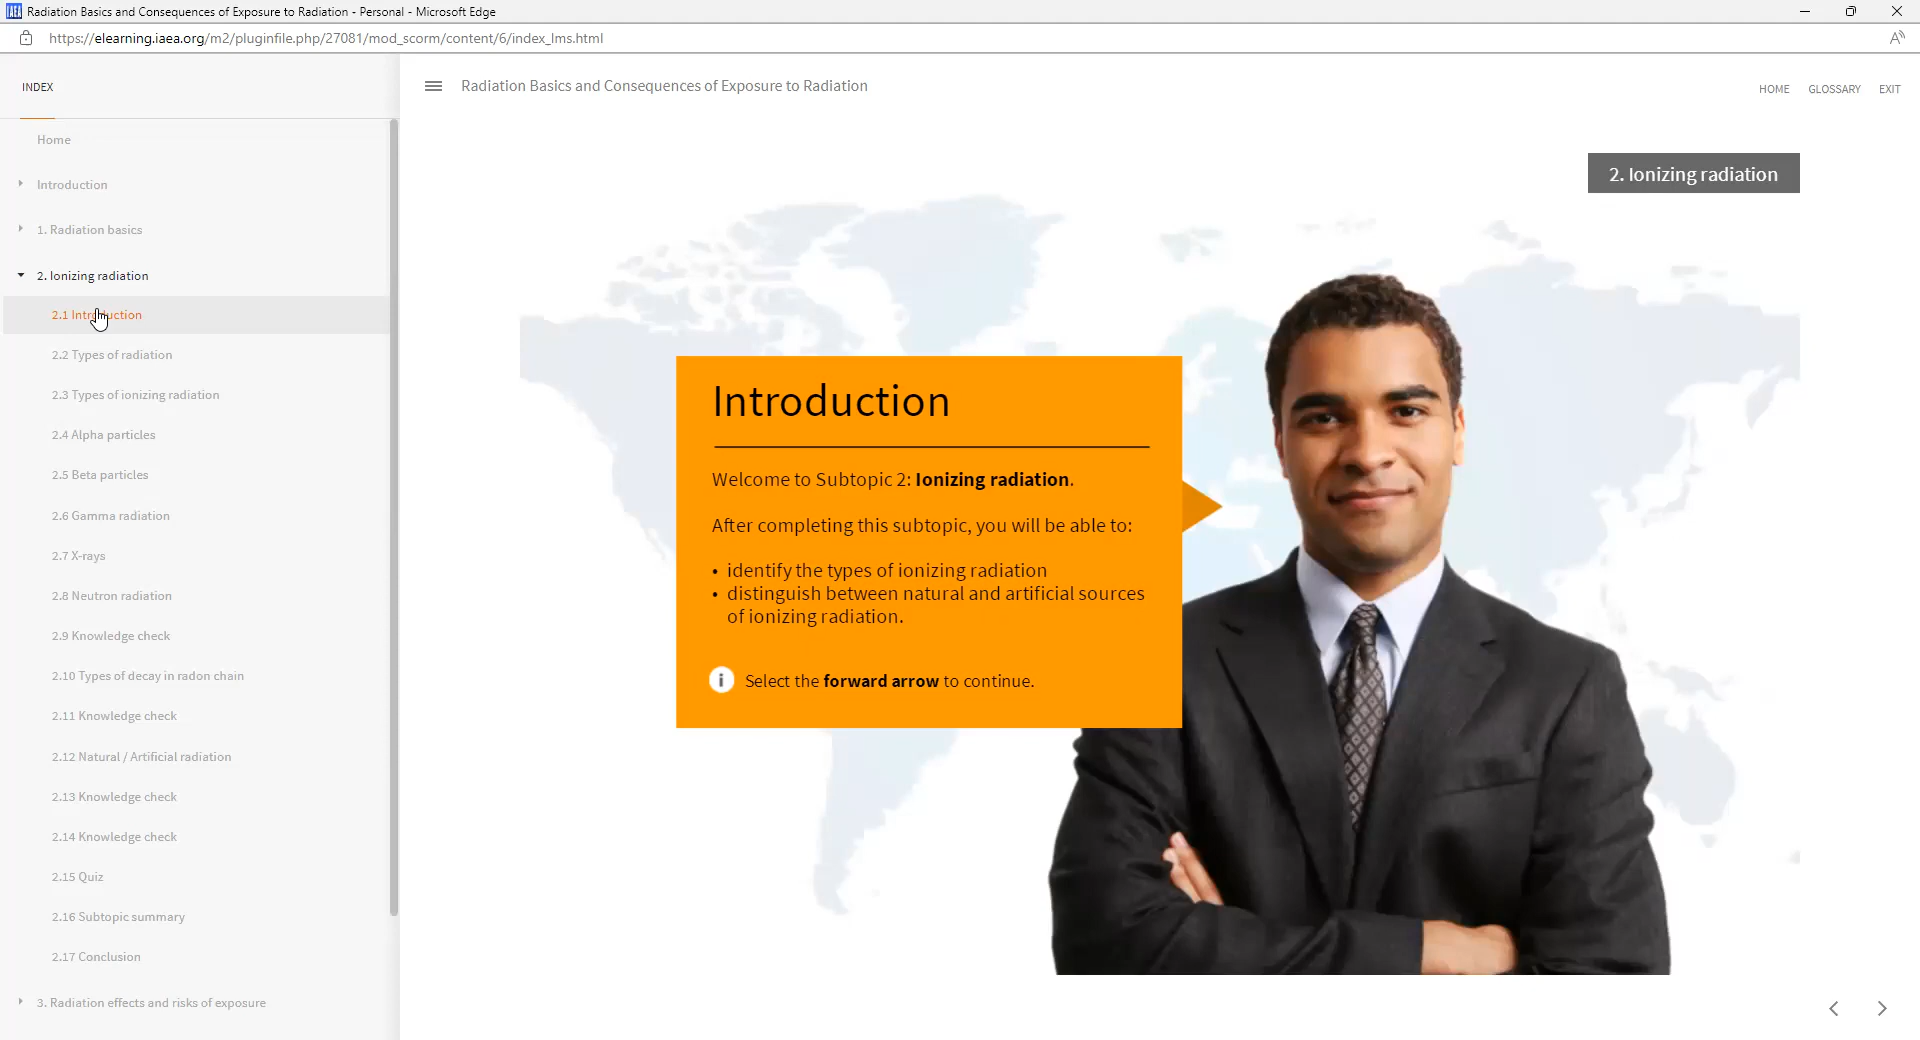 Radiation Basics and Consequences of Exposure to Radiation - Personal - Microsoft Edge
https://elearning.iaea.org/m2/pluginfile.php/27081/mod_scorm/content/6/index_lms.html
INDEX
Home
Introduction
1. Radiation basics
2. Ionizing radiation
2.1 Introduction
2.2 Types of radiation
2.3 Types of ionizing radiation
2.4 Alpha particles
2.5 Beta particles
2.6 Gamma radiation
2.7 X-rays
2.8 Neutron radiation
2.9 Knowledge check
2.10 Types of decay in radon chain
2.11 Knowledge check
2.12 Natural / Artificial radiation
2.13 Knowledge check
2.14 Knowledge check
2.15 Quiz
2.16 Subtopic summary
2.17 Conclusion
3. Radiation effects and risks of exposure
Radiation Basics and Consequences of Exposure to Radiation
HOME GLOSSARY EXIT
2. Ionizing radiation
Introduction
Welcome to Subtopic 2: Ionizing radiation.
After completing this subtopic, you will be able to:
• identify the types of ionizing radiation
• distinguish between natural and artificial sources
of ionizing radiation.
Select the forward arrow to continue.